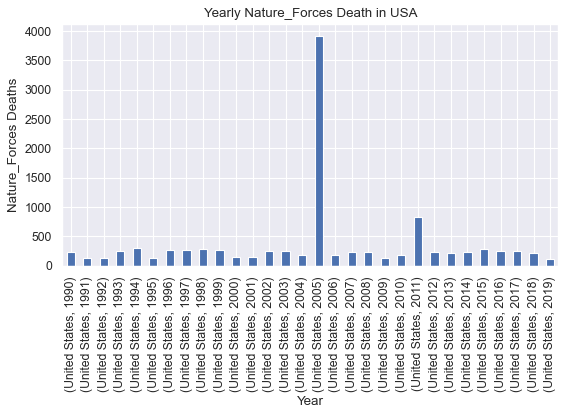 Yearly Nature_Forces Death in USA
Nature_Forces Deaths
4000
3500
3000
2500
2000
1500
1000
500
0
(United States, 1990)
(United States, 1991)
(United States, 1992)
(United States, 1993)
(United States, 1994)
(United States, 1995)
(United States, 1996)
(United States, 1997)
(United States, 1998)
(United States, 1999)
(United States, 2000)
(United States, 2001)
(United States, 2002)
(United States, 2003)
(United States, 2004)
(United States, 2005)
(United States, 2006)
(United States, 2007)
(United States, 2008)
(United States, 2009)
(United States, 2010)
(United States, 2011)
(United States, 2012)
(United States, 2013)
(United States, 2014)
(United States, 2015)
(United States, 2016)
(United States, 2017)
(United States, 2018)
(United States, 2019)
Year